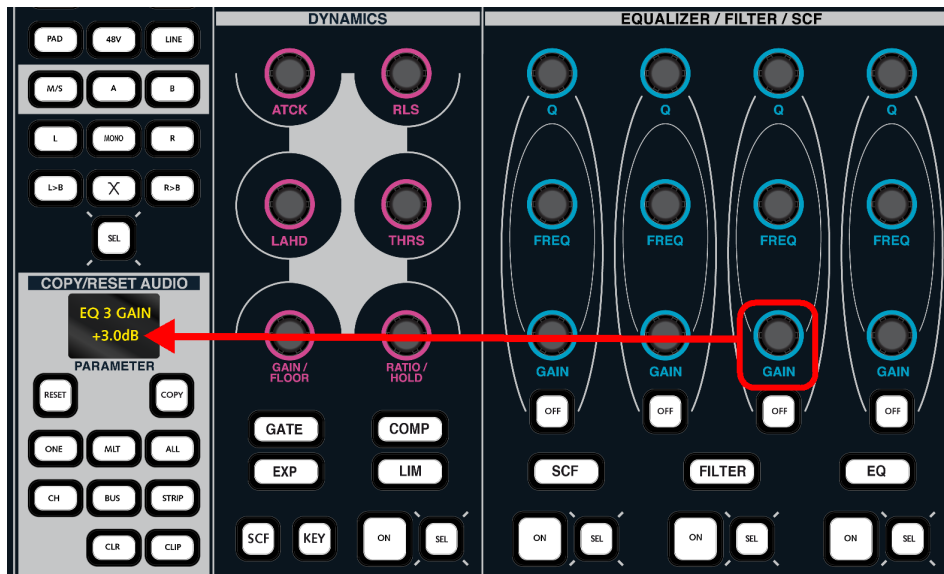 DYNAMICS
EQUALIZER / FILTER / SCF
PAD 48V LINE
M/S A B
L MONO R
L>B X R>B
SEL
COPY/RESET AUDIO
EQ 3 GAIN
+3.0dB
PARAMETER
RESET COPY
ONE MLT ALL
CH BUS STRIP
CLR CLIP
ATCK RLS
LAHD THRS
GAIN / RATIO /
FLOOR HOLD
GATE COMP
EXP LIM
SCF KEY ON SEL
Q Q Q Q
FREQ FREQ FREQ FREQ
GAIN GAIN GAIN GAIN
OFF OFF OFF OFF
SCF FILTER EQ
ON SEL ON SEL ON SEL